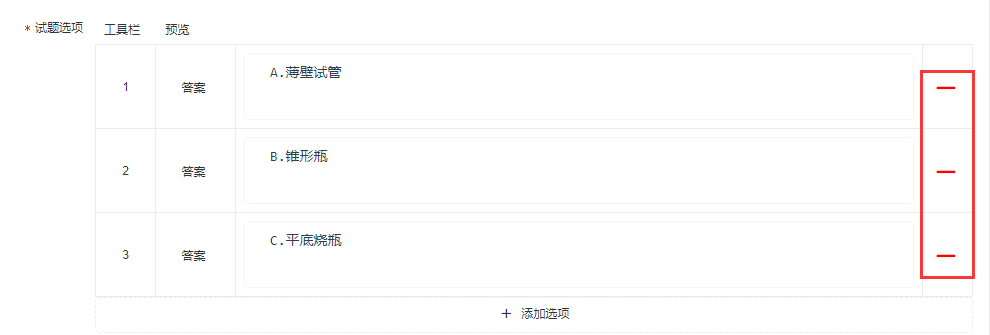 * 试题选项 工具栏 预览
1 答案 A.薄壁试管
2 答案 B.锥形瓶
3 答案 C.平底烧瓶
+ 添加选项